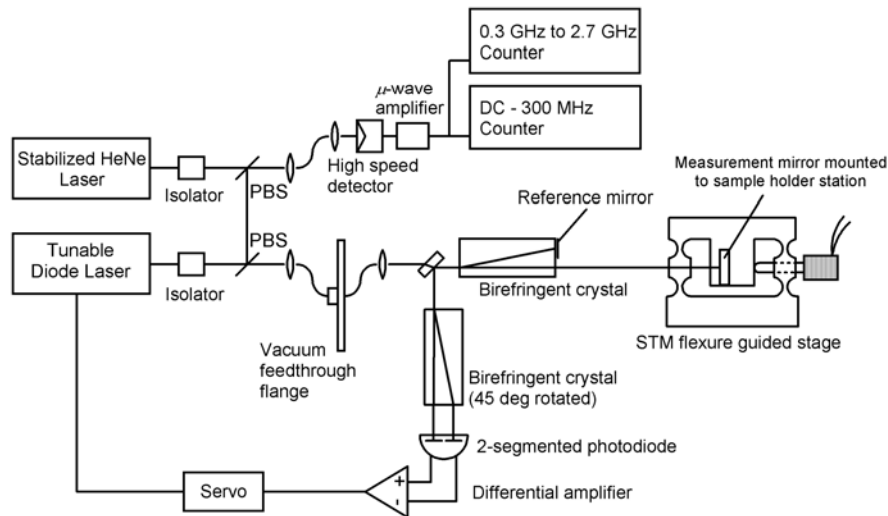 0.3 GHz to 2.7 GHz
Counter
μ-wave
amplifier
DC - 300 MHz
Counter
Stabilized HeNe
Laser
Isolator
PBS
High speed
detector
Measurement mirror mounted
to sample holder station
Reference mirror
PBS
Tunable
Diode Laser
Isolator
Birefringent crystal
STM flexure guided stage
Vacuum
feedthrough
flange
Birefringent crystal
(45 deg rotated)
2-segmented photodiode
+
-
Servo
Differential amplifier